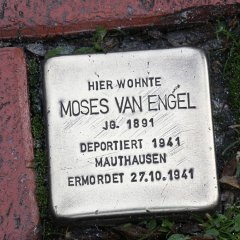 HIER WOHNTE
MOSES VAN ENGEL
JG. 1891
DEPORTIERT 1941
MAUTHAUSEN
ERMORDET 27.10.1941